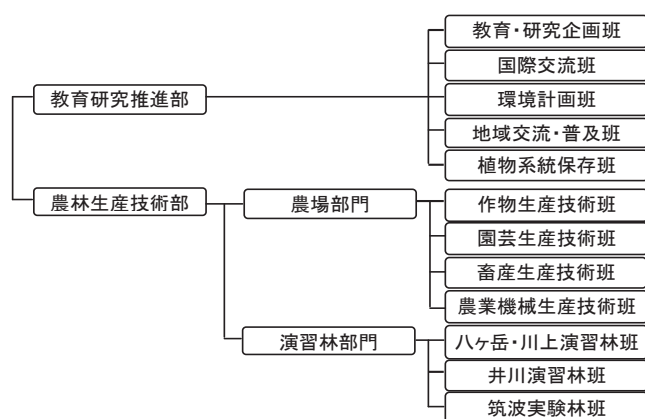 教育・研究企画班
国際交流班
教育研究推進部
環境計画班
地域交流・普及班
植物系統保存班
農林生産技術部
農場部門
作物生産技術班
園芸生産技術班
畜産生産技術班
農業機械生産技術班
演習林部門
八ヶ岳・川上演習林班
井川演習林班
筑波実験林班